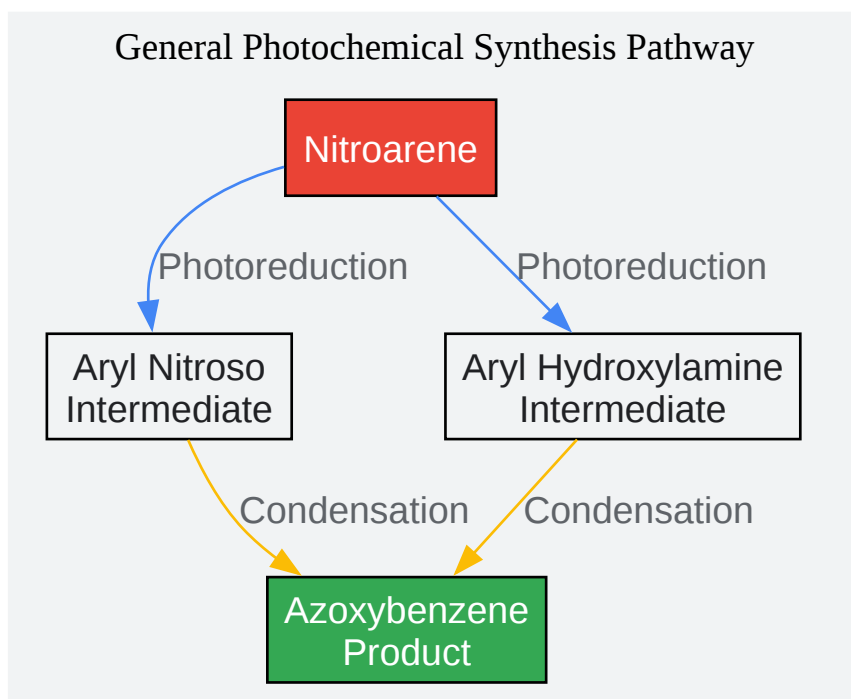 General Photochemical Synthesis Pathway
Nitroarene
Photoreduction
Photoreduction
Aryl Nitroso
Intermediate
Aryl Hydroxylamine
Intermediate
Condensation
Condensation
Azoxybenzene
Product